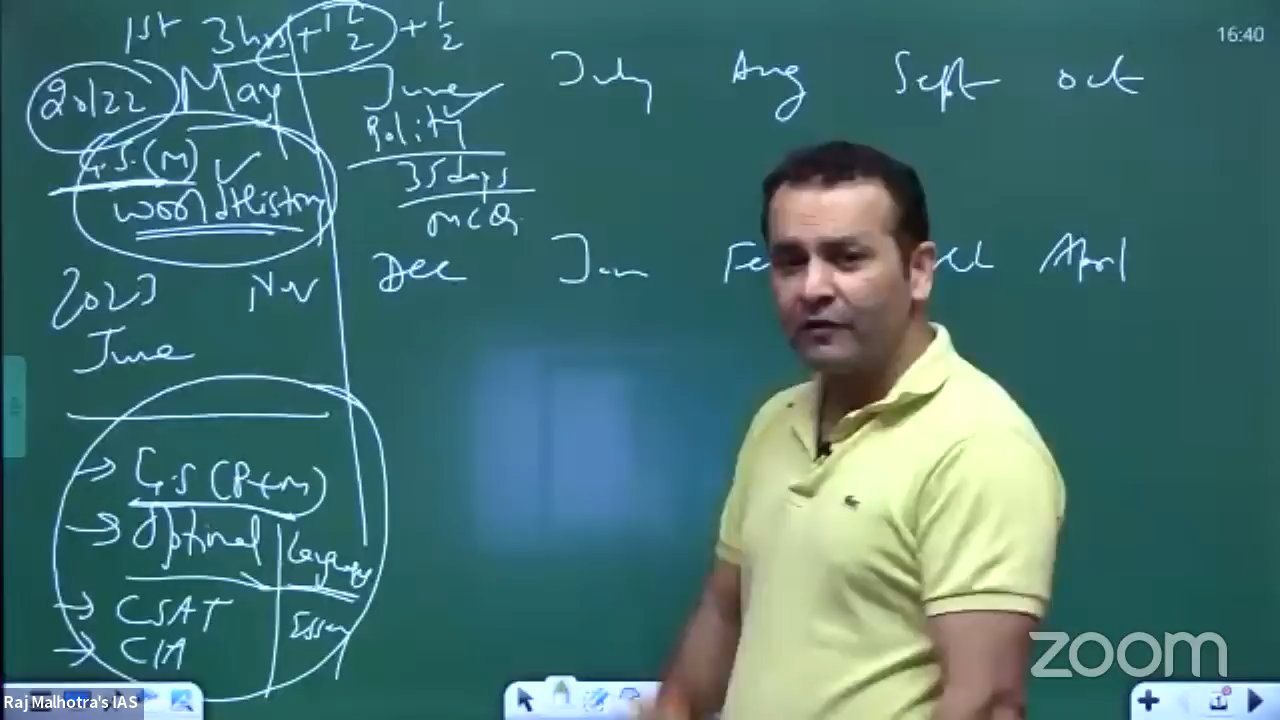 1st 3hrs + 1 1/2 + 1/2
16:40
2022 May June July Aug Sept Oct
G.S.(M) Polity
World History 35 days
MCQ
2023 Nov Dec Jan April
June
→ G.S (P+M)
→ Optional Language
→ CSAT Essay
→ C/A
zoom
Raj Malhotra's IAS